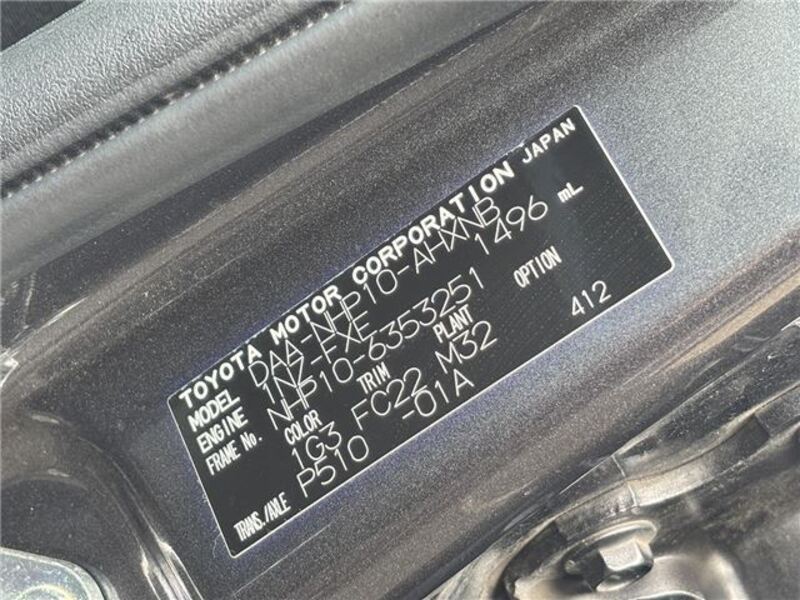 TOYOTA MOTOR CORPORATION JAPAN
MODEL DAA-NHP10-AHXNB
ENGINE 1NZ-FXE 1496 mL
FRAME No. NHP10-6353251
COLOR TRIM PLANT OPTION
1G3 FC22 M32 412
TRANS./AXLE P510 -01A